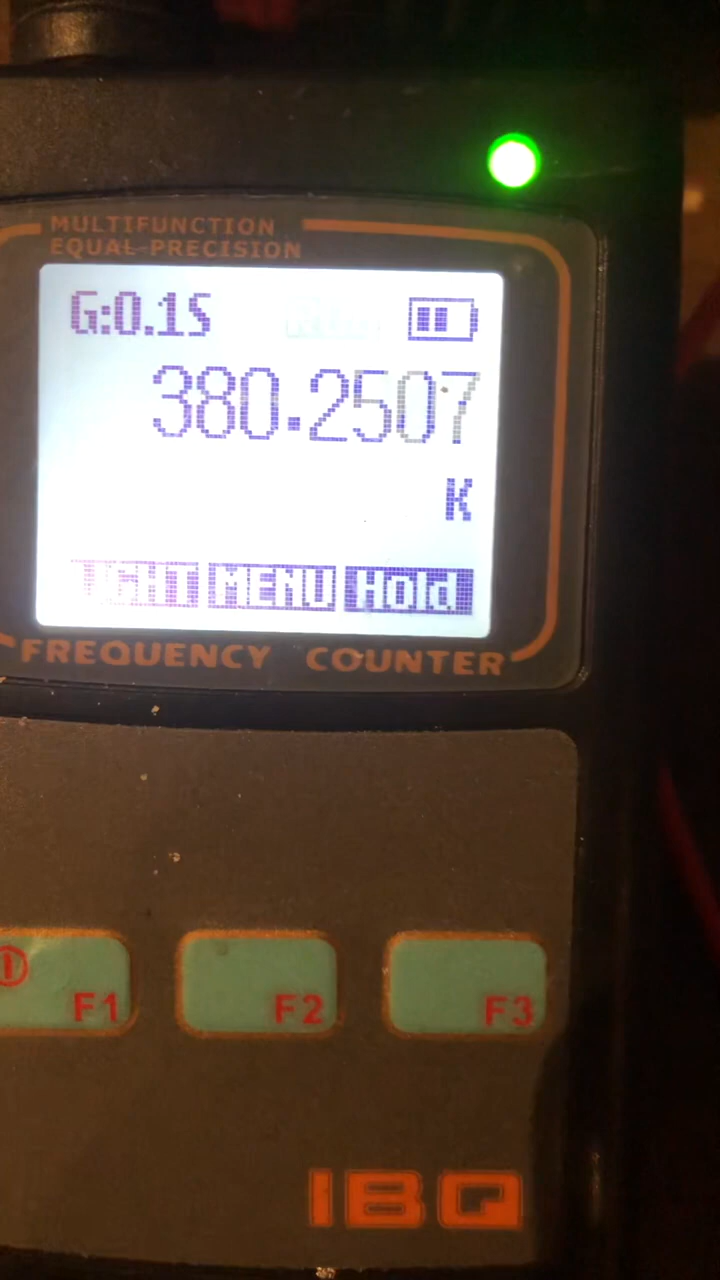 MULTIFUNCTION
EQUAL-PRECISION
G:0.1S
380.2507
K
MENU Hold
FREQUENCY COUNTER
F1 F2 F3
IBQ